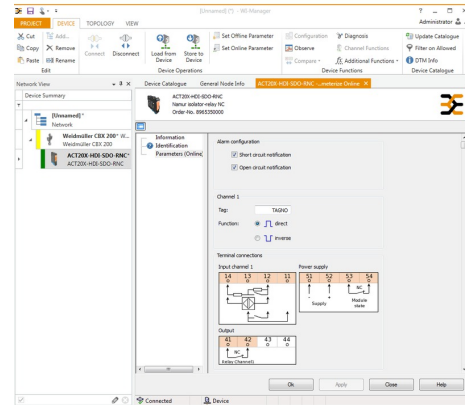 [Unnamed] (*) - NG Manager
PROJECT DEVICE TOPOLOGY VIEW
Administrator
Cut Add...
Copy Remove
Paste Rename
Edit
Connect Disconnect
Load from Device
Store to Device
Set Offline Parameter
Set Online Parameter
Device Operations
Configuration
Observe
Compare
Diagnosis
Channel Functions
Additional Functions
Device Functions
Update Catalogue
Filter on Allowed
DTM Info
Device Catalogue
Network View
Device Catalogue General Node Info ACT20X-HDI-SDO-RNC -...meterize Online
Device Summary
[Unnamed] *
Network
Weidmüller CBX 200* W...
Weidmüller CBX 200
ACT20X-HDI-SDO-RNC*
ACT20X-HDI-SDO-RNC
ACT20X-HDI-SDO-RNC
Namur isolator-relay NC
Order-No. 8965350000
Information
Identification
Parameters (Online)
Alarm configuration
Short circuit notification
Open circuit notification
Channel 1
Tag: TAGNO
Function: direct
inverse
Terminal connections
Input channel 1 Power supply
14 13 12 11 51 52 53 54
NC
- + Supply
Module state
Output
41 42 43 44
NC
Relay Channel1
Ok Apply Close Help
Connected Device